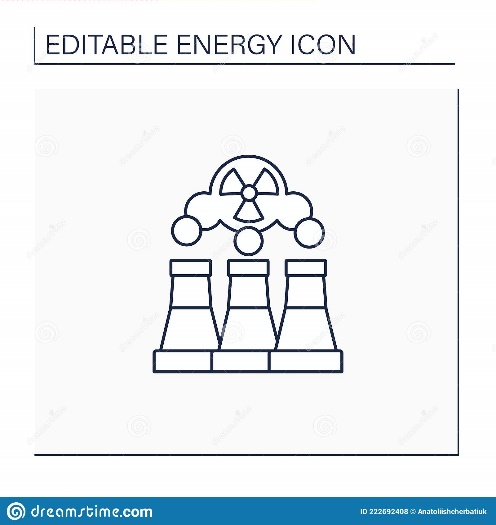 EDITABLE ENERGY ICON
dreamstime.com
ID 222692408 © Anatoliishcherbatiuk